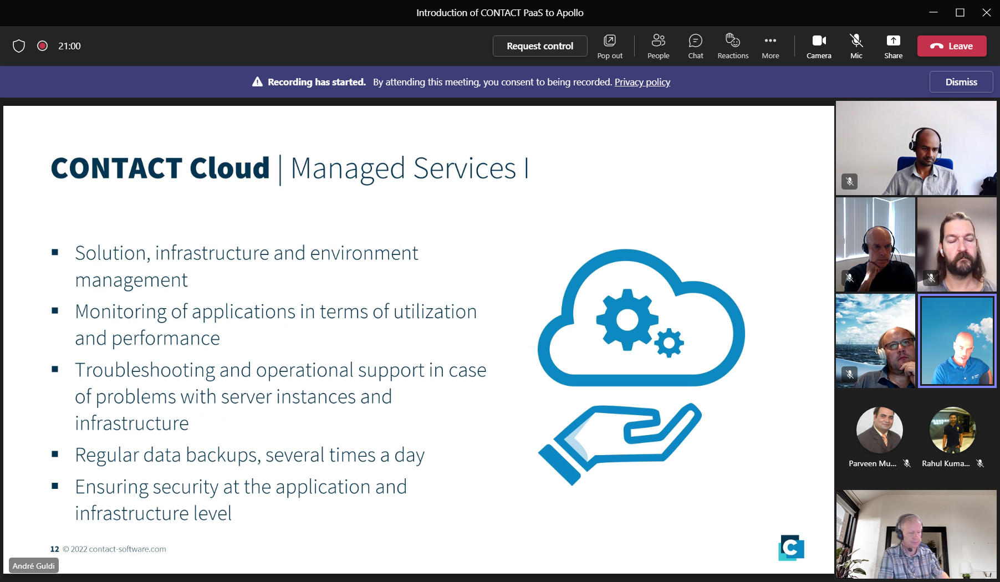 Introduction of CONTACT PaaS to Apollo
21:00
Request control
Pop out
People
Chat
Reactions
More
Camera
Mic
Share
Leave
Recording has started. By attending this meeting, you consent to being recorded. Privacy policy
Dismiss
CONTACT Cloud | Managed Services I
Solution, infrastructure and environment
management
Monitoring of applications in terms of utilization
and performance
Troubleshooting and operational support in case
of problems with server instances and
infrastructure
Regular data backups, several times a day
Ensuring security at the application and
infrastructure level
12 © 2022 contact-software.com
C
André Guldi
Parveen Mu...
Rahul Kuma...